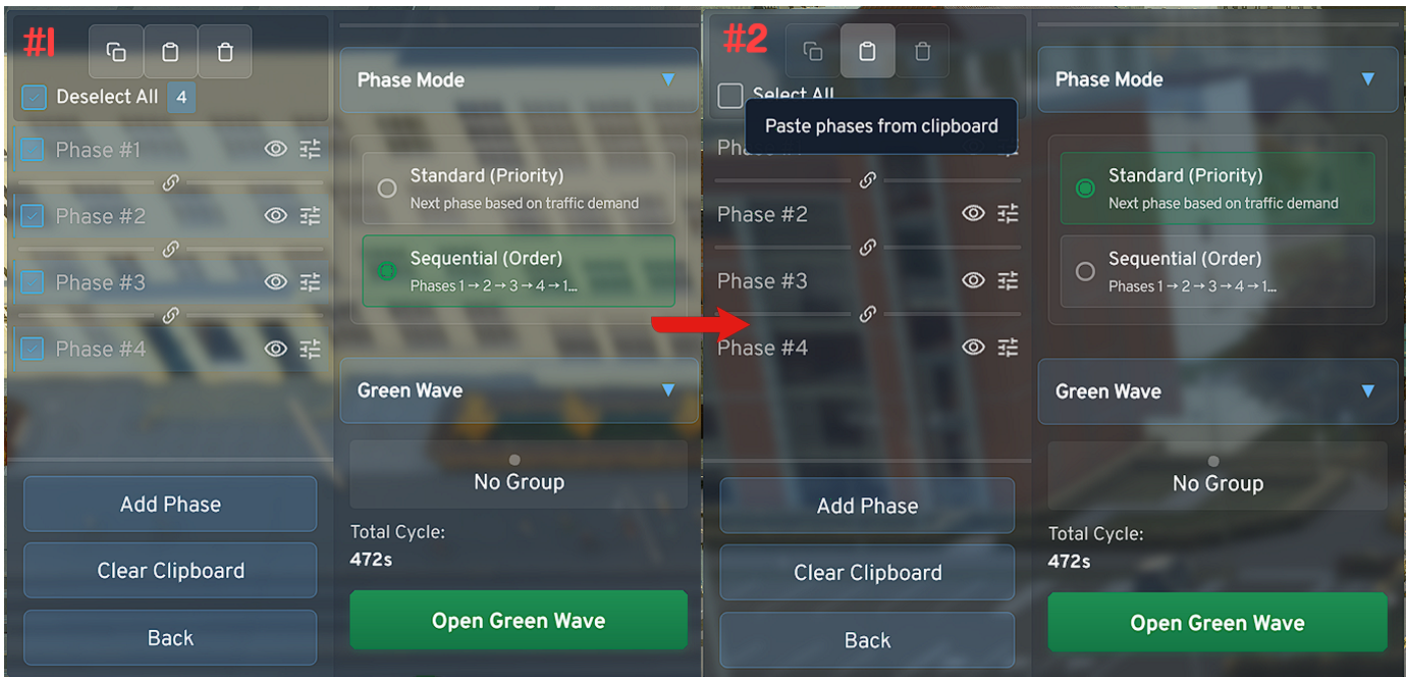 #1
Deselect All 4
Phase #1
Phase #2
Phase #3
Phase #4
Add Phase
Clear Clipboard
Back
Phase Mode
Standard (Priority)
Next phase based on traffic demand
Sequential (Order)
Phases 1 → 2 → 3 → 4 → 1...
Green Wave
No Group
Total Cycle:
472s
Open Green Wave
#2
Select All
Paste phases from clipboard
Phase #2
Phase #3
Phase #4
Add Phase
Clear Clipboard
Back
Phase Mode
Standard (Priority)
Next phase based on traffic demand
Sequential (Order)
Phases 1 → 2 → 3 → 4 → 1...
Green Wave
No Group
Total Cycle:
472s
Open Green Wave